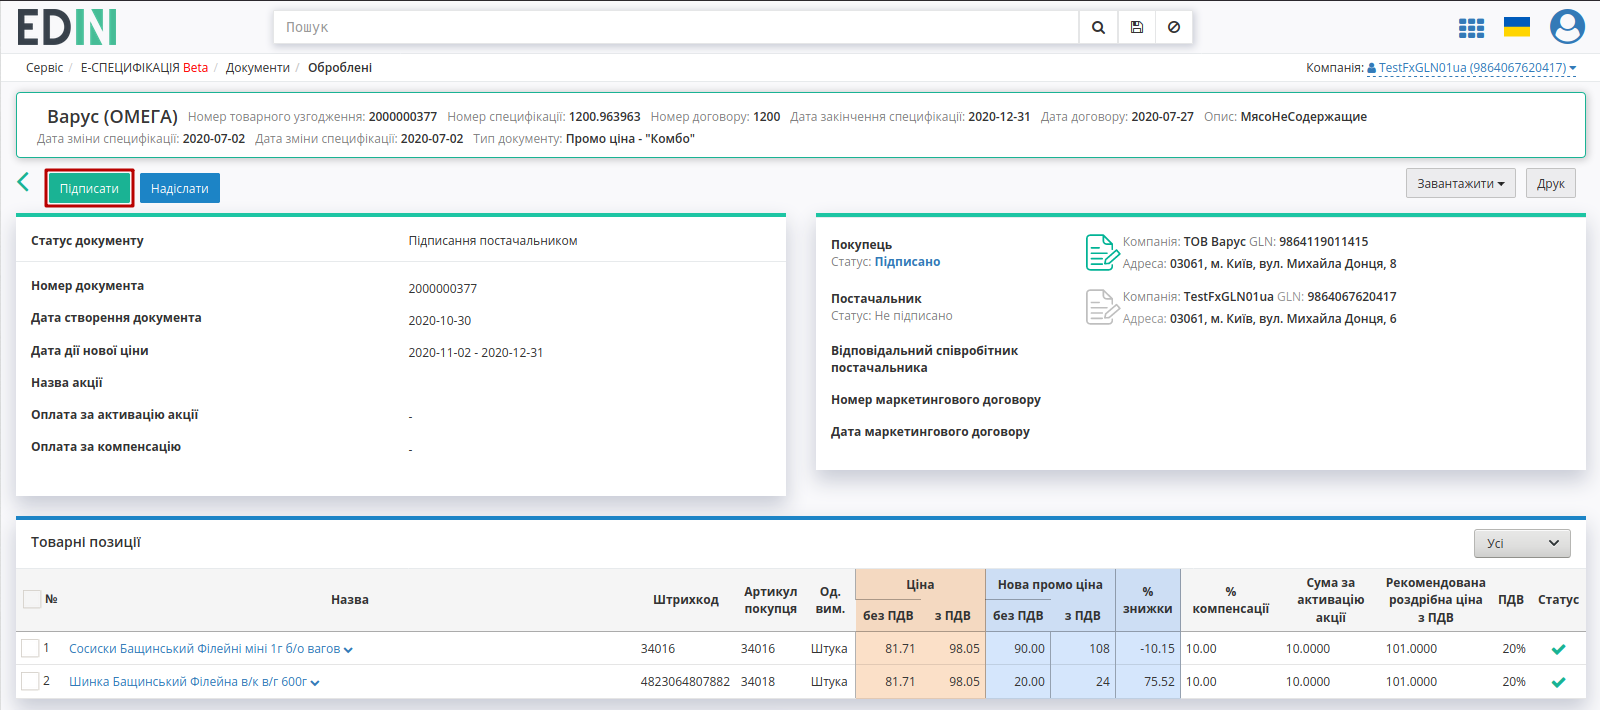 EDIN
Пошук
Сервіс / Е-СПЕЦИФІКАЦІЯ Beta / Документи / Оброблені
Компанія: TestFxGLN01ua (9864067620417)
Варус (ОМЕГА) Номер товарного узгодження: 2000000377 Номер специфікації: 1200.963963 Номер договору: 1200 Дата закінчення специфікації: 2020-12-31 Дата договору: 2020-07-27 Опис: МясоНеСодержащие
Дата зміни специфікації: 2020-07-02 Дата зміни специфікації: 2020-07-02 Тип документу: Промо ціна - "Комбо"
Підписати Надіслати Завантажити Друк
Статус документу Підписання постачальником
Номер документа 2000000377
Дата створення документа 2020-10-30
Дата дії нової ціни 2020-11-02 - 2020-12-31
Назва акції
Оплата за активацію акції -
Оплата за компенсацію -
Покупець
Статус: Підписано
Компанія: ТОВ Варус GLN: 9864119011415
Адреса: 03061, м. Київ, вул. Михайла Донця, 8
Постачальник
Статус: Не підписано
Компанія: TestFxGLN01ua GLN: 9864067620417
Адреса: 03061, м. Київ, вул. Михайла Донця, 6
Відповідальний співробітник
постачальника
Номер маркетингового договору
Дата маркетингового договору
Товарні позиції Усі
№ Назва Штрихкод Артикул покупця Од. вим. Ціна без ПДВ з ПДВ Нова промо ціна без ПДВ з ПДВ % знижки % компенсації Сума за активацію акції Рекомендована роздрібна ціна з ПДВ ПДВ Статус
1 Сосиски Бащинський Філейні міні 1г б/о вагов 34016 34016 Штука 81.71 98.05 90.00 108 -10.15 10.00 10.0000 101.0000 20%
2 Шинка Бащинський Філейна в/к в/г 600г 4823064807882 34018 Штука 81.71 98.05 20.00 24 75.52 10.00 10.0000 101.0000 20%